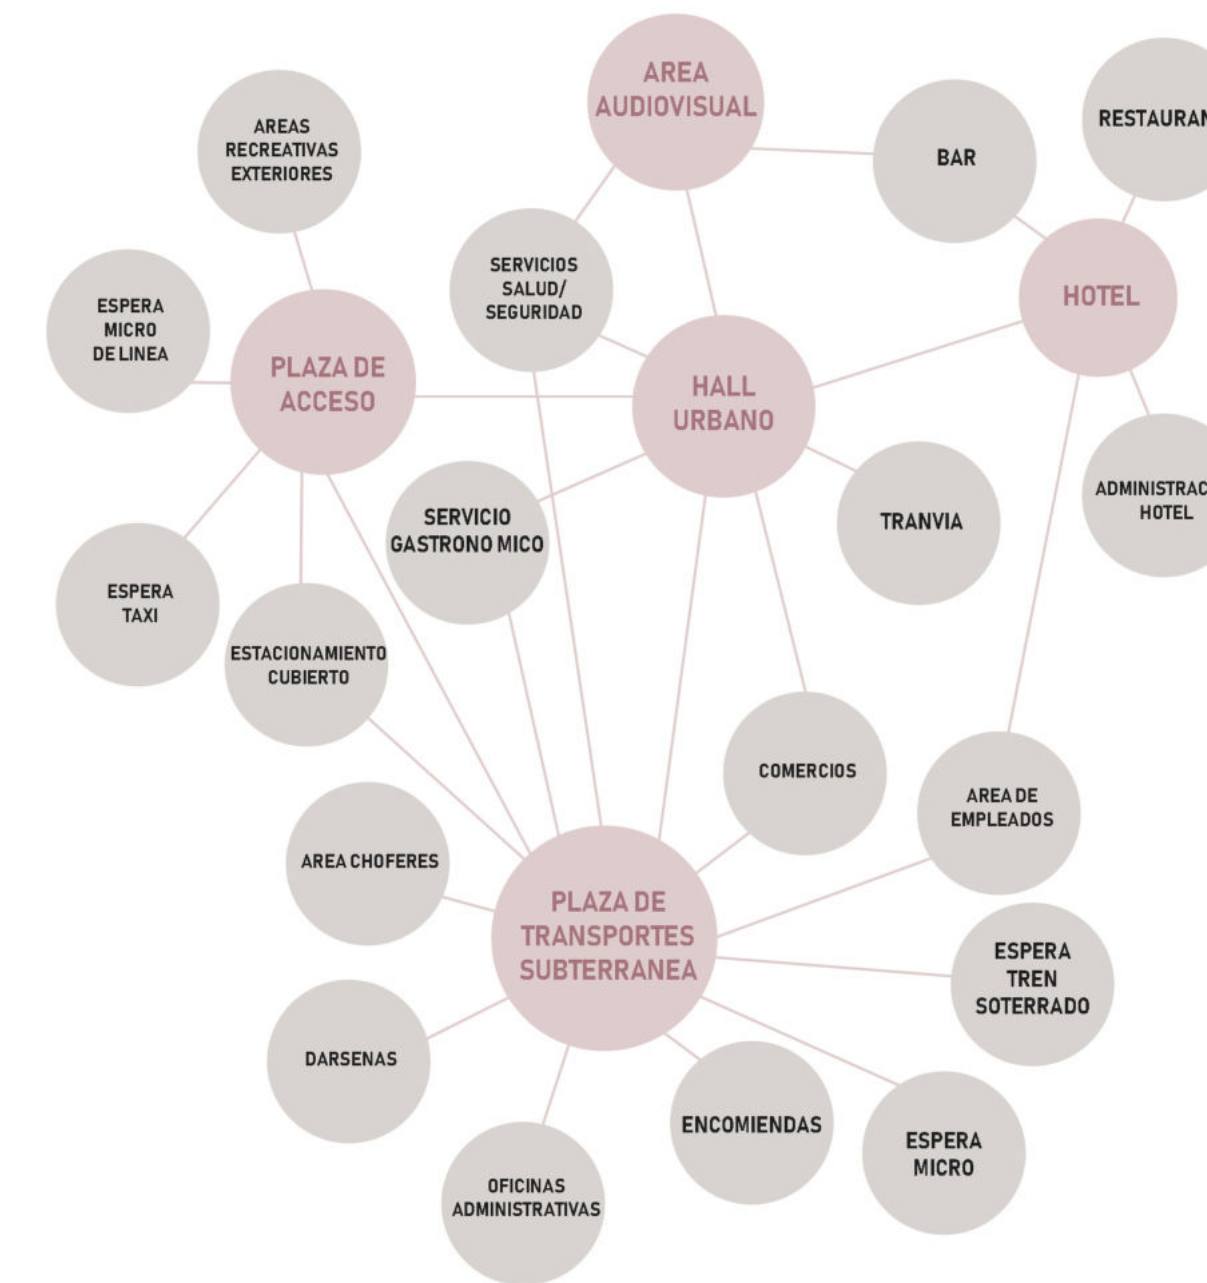 AREA
AUDIOVISUAL
AREAS
RECREATIVAS
EXTERIORES
BAR
RESTAURAN
SERVICIOS
SALUD/
SEGURIDAD
HOTEL
ESPERA
MICRO
DE LINEA
PLAZA DE
ACCESO
HALL
URBANO
SERVICIO
GASTRONO MICO
TRANVIA
ADMINISTRAC
HOTEL
ESPERA
TAXI
ESTACIONAMIENTO
CUBIERTO
COMERCIOS
AREA DE
EMPLEADOS
AREA CHOFERES
PLAZA DE
TRANSPORTES
SUBTERRANEA
ESPERA
TREN
SOTERRADO
DARSENAS
ENCOMIENDAS
ESPERA
MICRO
OFICINAS
ADMINISTRATIVAS